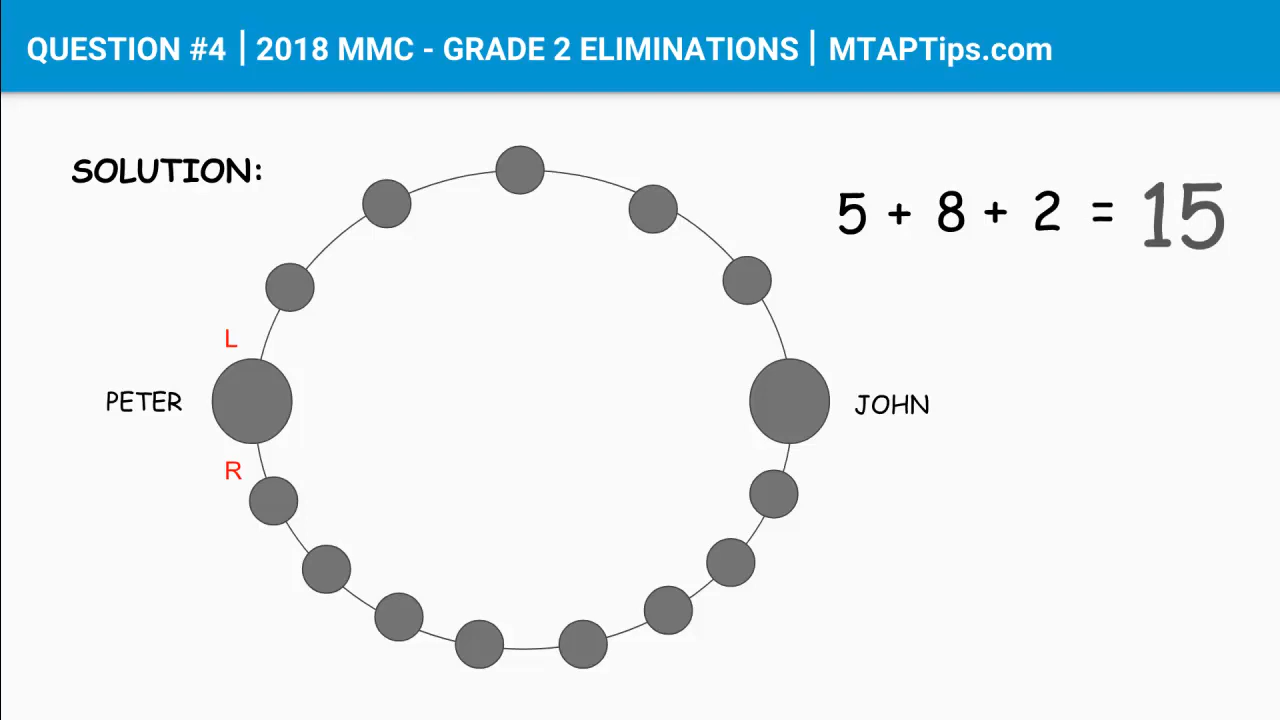 QUESTION #4 | 2018 MMC - GRADE 2 ELIMINATIONS | MTAPTips.com
SOLUTION:
5 + 8 + 2 = 15
L
PETER
JOHN
R